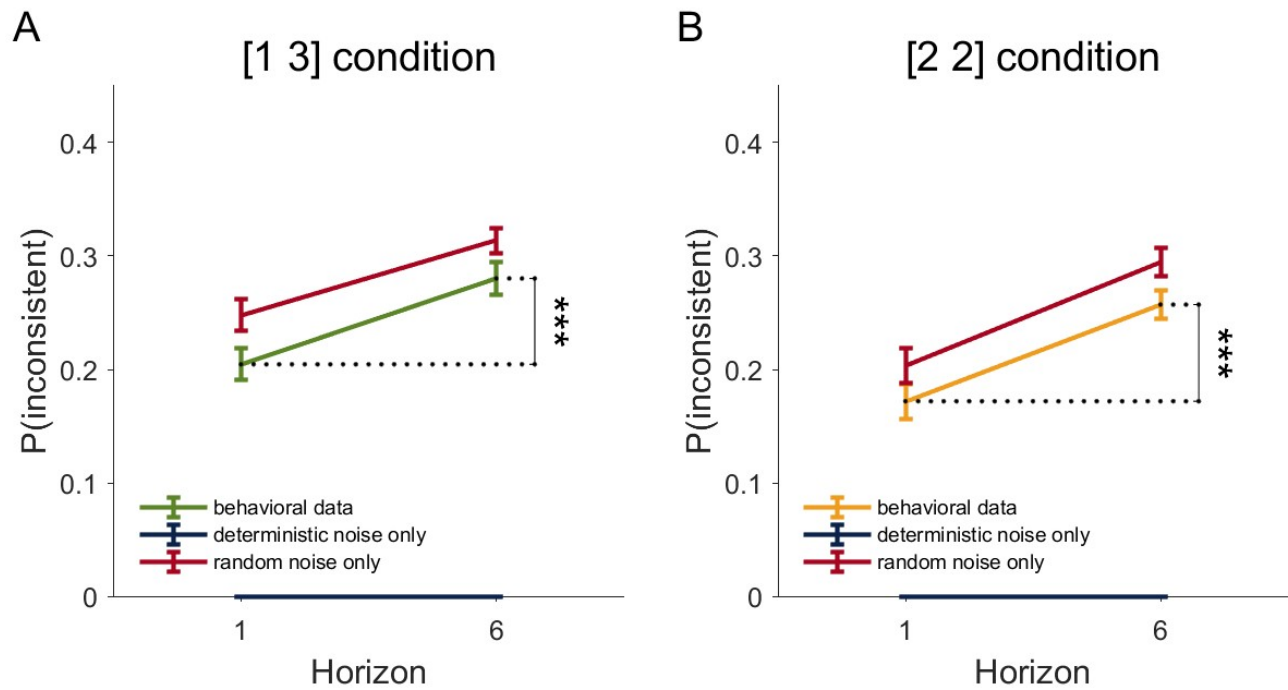 A
[1 3] condition
P(inconsistent)
0.4
0.3
0.2
0.1
0
***
behavioral data
deterministic noise only
random noise only
1
6
Horizon
B
[2 2] condition
P(inconsistent)
0.4
0.3
0.2
0.1
0
***
behavioral data
deterministic noise only
random noise only
1
6
Horizon